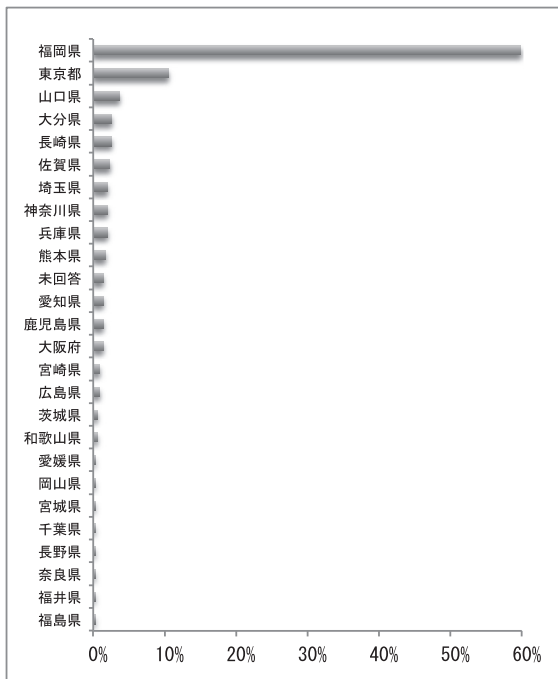 福岡県
東京都
山口県
大分県
長崎県
佐賀県
埼玉県
神奈川県
兵庫県
熊本県
未回答
愛知県
鹿児島県
大阪府
宮崎県
広島県
茨城県
和歌山県
愛媛県
岡山県
宮城県
千葉県
長野県
奈良県
福井県
福島県
0% 10% 20% 30% 40% 50% 60%